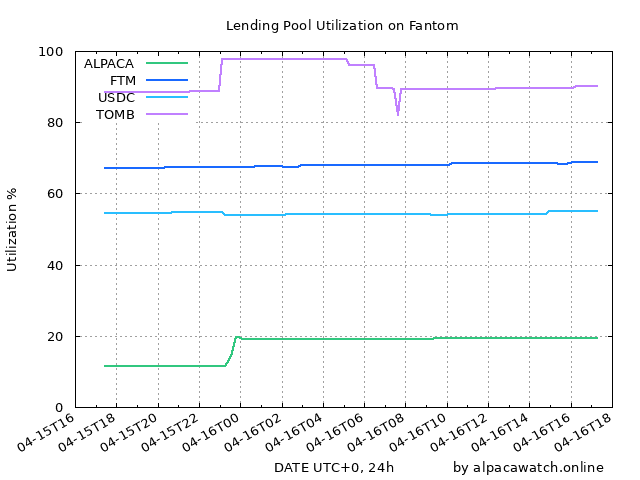 Lending Pool Utilization on Fantom
Utilization %
100
80
60
40
20
0
ALPACA
FTM
USDC
TOMB
04-15T16
04-15T18
04-15T20
04-15T22
04-16T00
04-16T02
04-16T04
04-16T06
04-16T08
04-16T10
04-16T12
04-16T14
04-16T16
04-16T18
DATE UTC+0, 24h
by alpacawatch.online